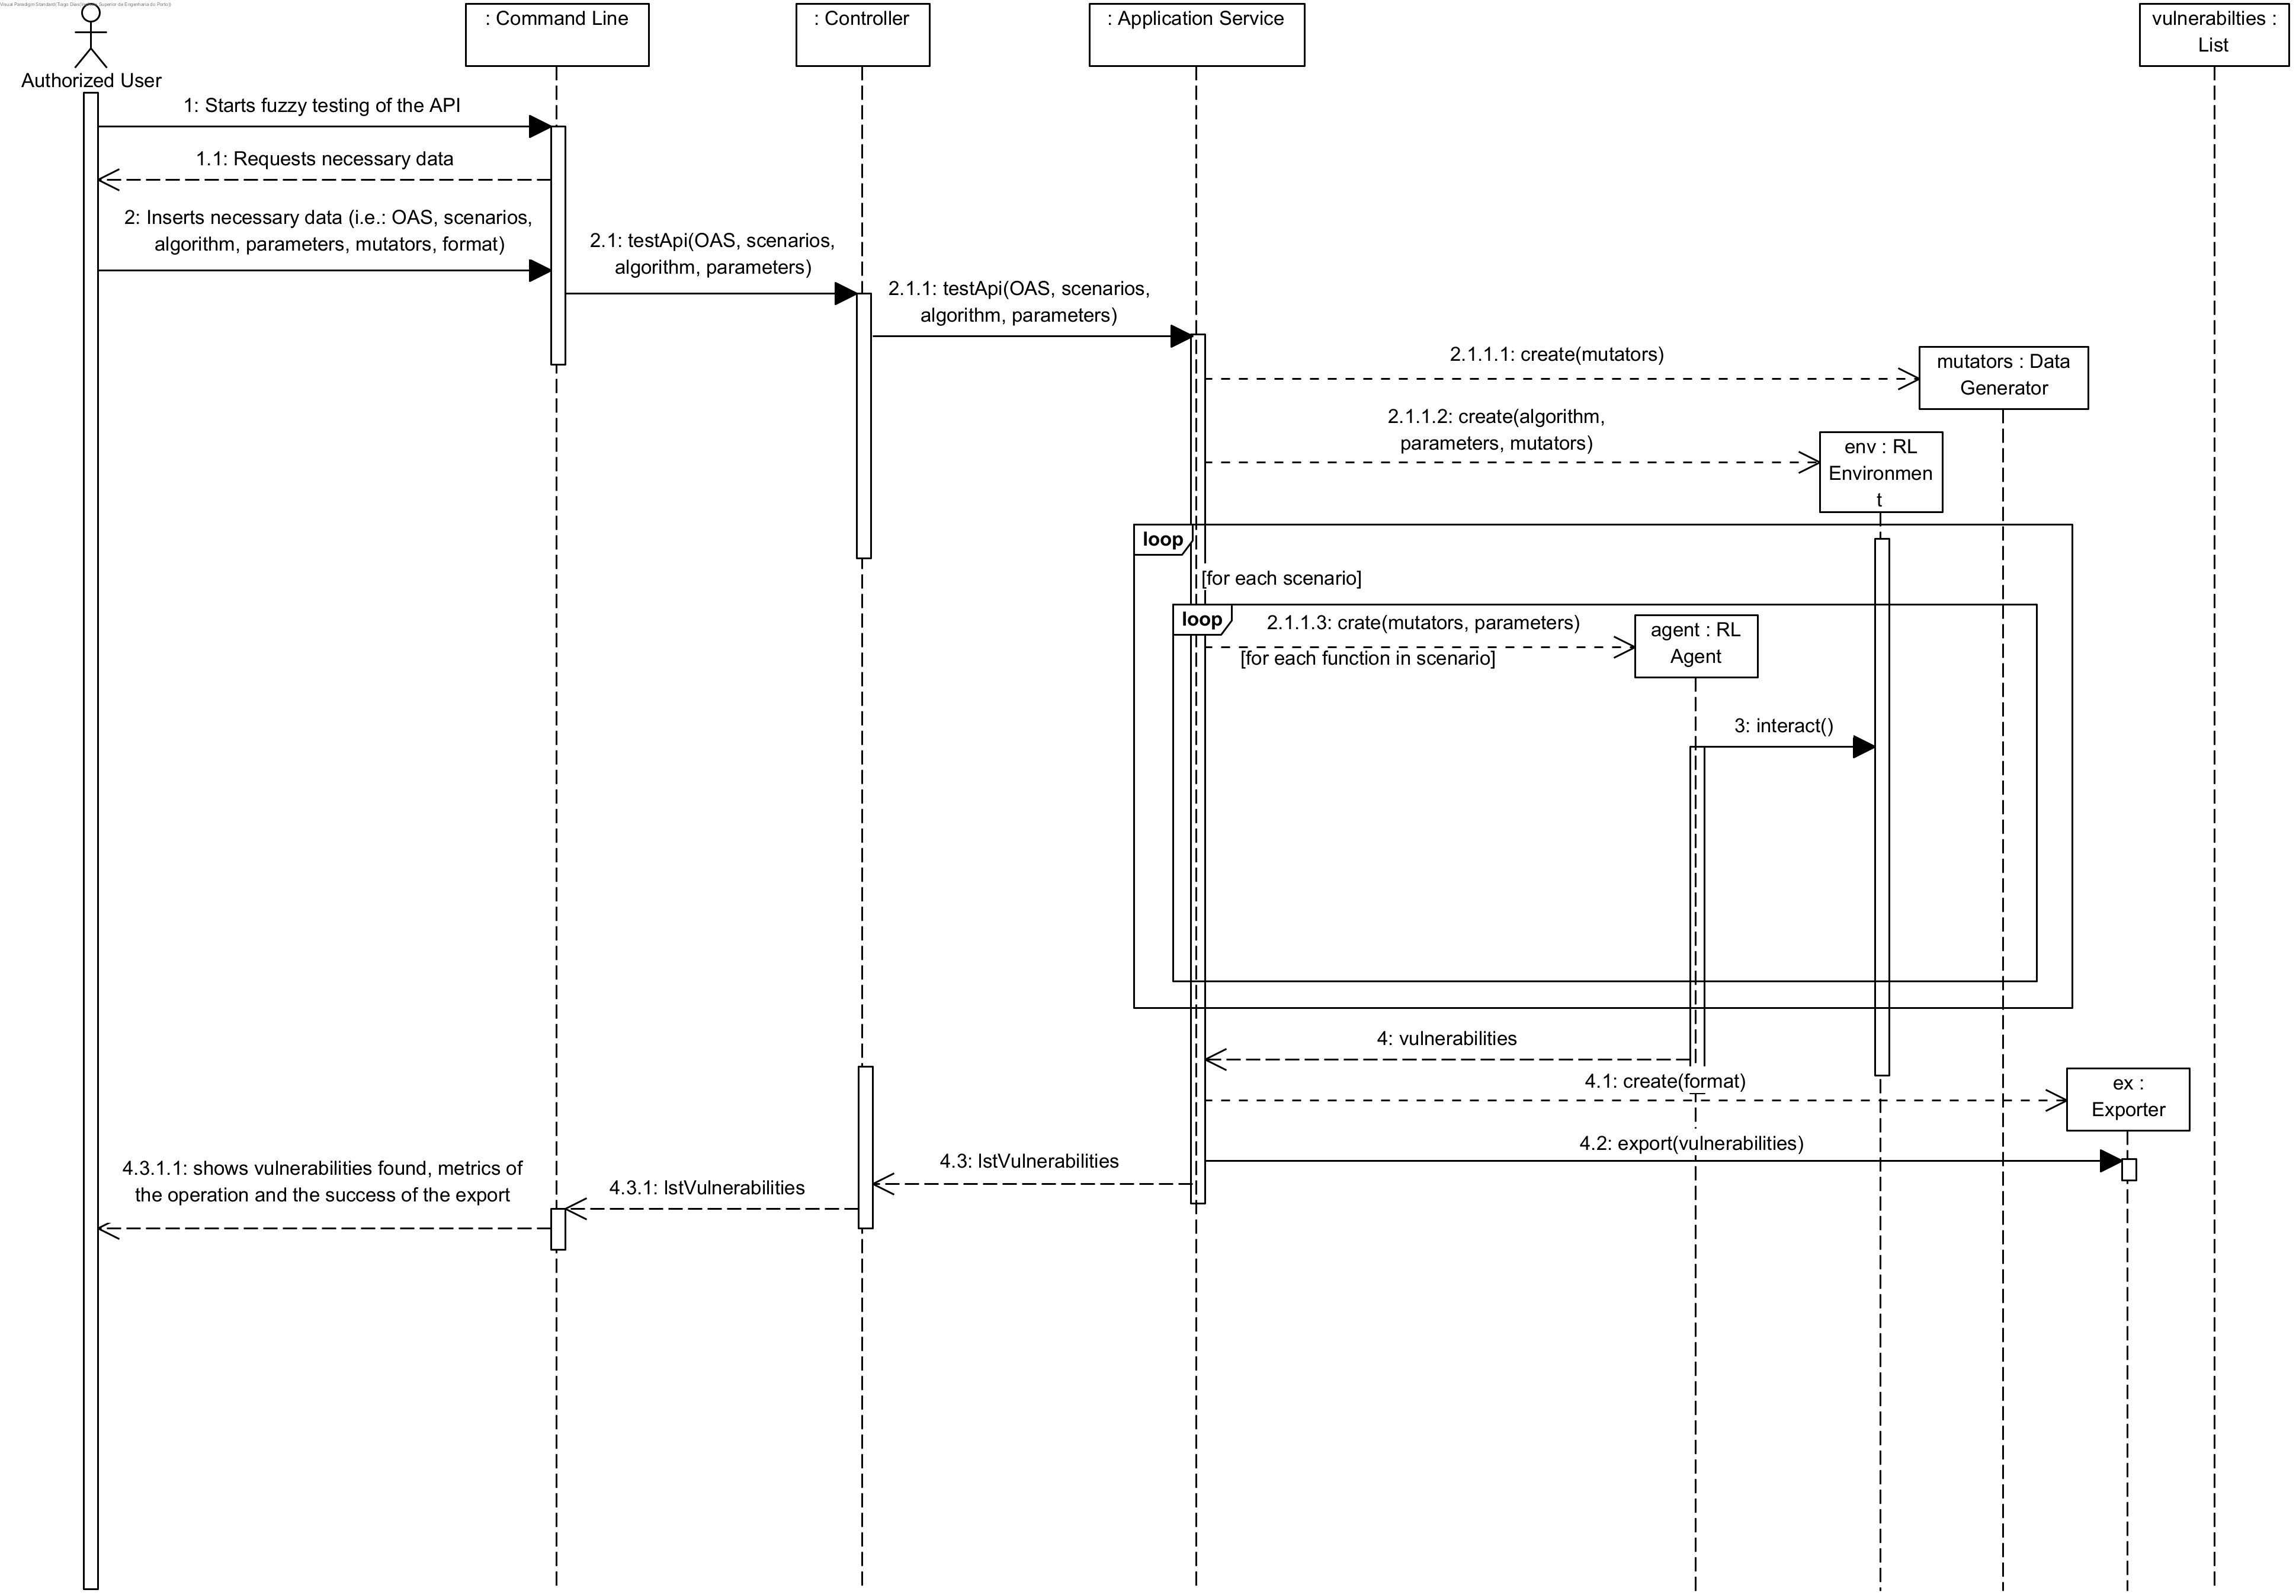 Visual Paradigm Standard(Tiago Dias(Instituto Superior de Engenharia do Porto))
: Command Line
: Controller
: Application Service
vulnerabilties :
List
Authorized User
1: Starts fuzzy testing of the API
1.1: Requests necessary data
2: Inserts necessary data (i.e.: OAS, scenarios,
algorithm, parameters, mutators, format)
2.1: testApi(OAS, scenarios,
algorithm, parameters)
2.1.1: testApi(OAS, scenarios,
algorithm, parameters)
2.1.1.1: create(mutators)
mutators : Data
Generator
2.1.1.2: create(algorithm,
parameters, mutators)
env : RL
Environmen
t
loop
[for each scenario]
loop
2.1.1.3: crate(mutators, parameters)
[for each function in scenario]
agent : RL
Agent
3: interact()
4: vulnerabilities
4.1: create(format)
ex :
Exporter
4.2: export(vulnerabilities)
4.3: lstVulnerabilities
4.3.1: lstVulnerabilities
4.3.1.1: shows vulnerabilities found, metrics of
the operation and the success of the export